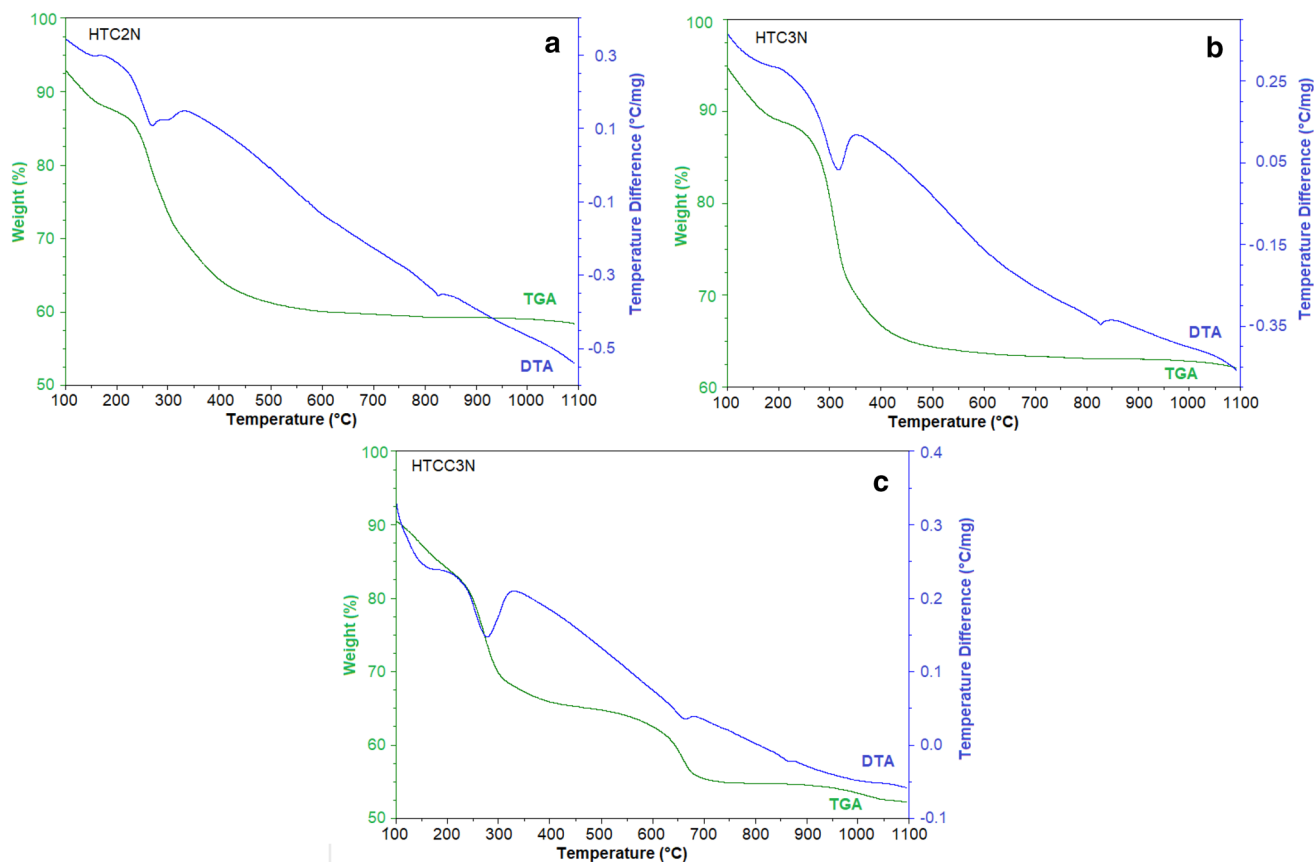 HTC2N
a
Weight (%)
100
90
80
70
60
50
0.3
0.1
-0.1
-0.3
-0.5
Temperature Difference (°C/mg)
TGA
DTA
100 200 300 400 500 600 700 800 900 1000 1100
Temperature (°C)
HTC3N
b
Weight (%)
100
90
80
70
60
0.25
0.05
-0.15
-0.35
Temperature Difference (°C/mg)
DTA
TGA
100 200 300 400 500 600 700 800 900 1000 1100
Temperature (°C)
HTCC3N
c
Weight (%)
100
90
80
70
60
50
0.4
0.3
0.2
0.1
0.0
-0.1
Temperature Difference (°C/mg)
DTA
TGA
100 200 300 400 500 600 700 800 900 1000 1100
Temperature (°C)